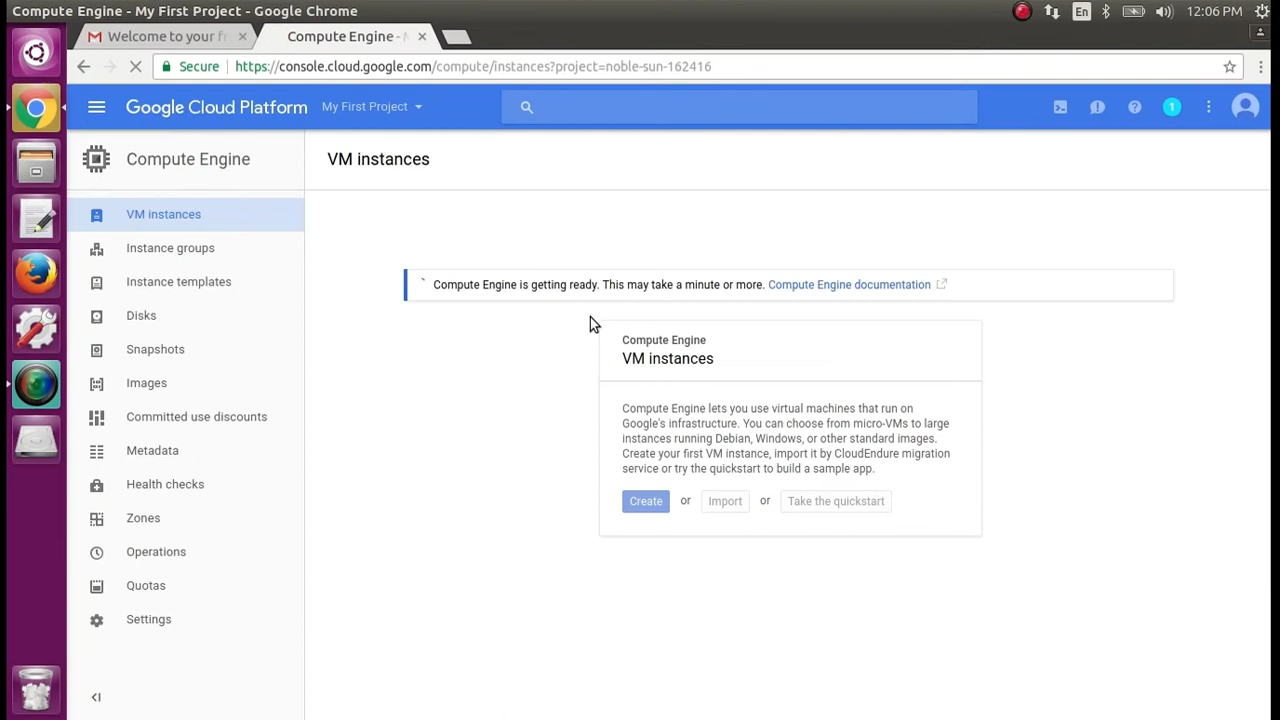 Compute Engine - My First Project - Google Chrome
En
12:06 PM
Welcome to your fr
Compute Engine -
Secure
https://console.cloud.google.com/compute/instances?project=noble-sun-162416
Google Cloud Platform
My First Project
1
Compute Engine
VM instances
VM instances
Instance groups
Instance templates
Disks
Snapshots
Images
Committed use discounts
Metadata
Health checks
Zones
Operations
Quotas
Settings
Compute Engine is getting ready. This may take a minute or more. Compute Engine documentation
Compute Engine
VM instances
Compute Engine lets you use virtual machines that run on
Google's infrastructure. You can choose from micro-VMs to large
instances running Debian, Windows, or other standard images.
Create your first VM instance, import it by CloudEndure migration
service or try the quickstart to build a sample app.
Create or Import or Take the quickstart